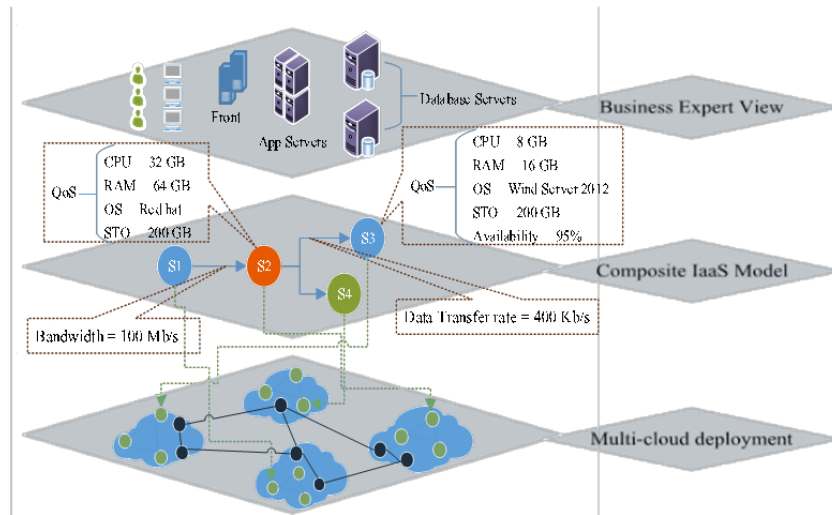 Front
App Servers
Database Servers
Business Expert View
QoS
CPU 32 GB
RAM 64 GB
OS Red hat
STO 200 GB
QoS
CPU 8 GB
RAM 16 GB
OS Wind Server 2012
STO 200 GB
Availability 95%
S1
S2
S3
S4
Composite IaaS Model
Bandwidth = 100 Mb/s
Data Transfer rate = 400 Kb/s
Multi-cloud deployment